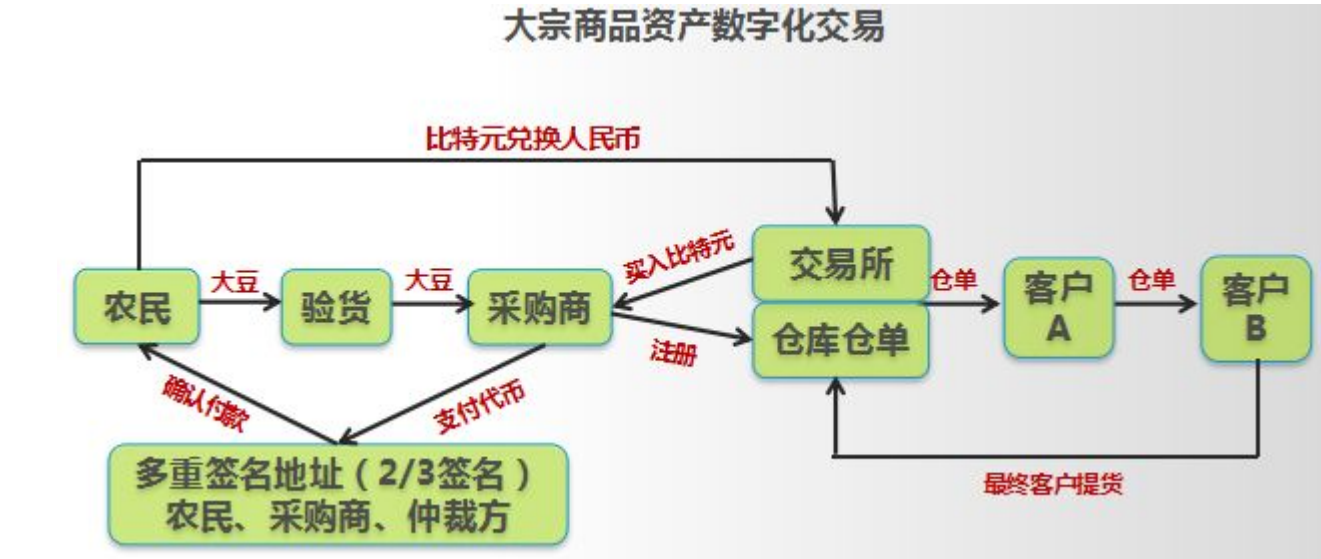 大宗商品资产数字化交易
比特元兑换人民币
买入比特元
交易所
农民
大豆
验货
大豆
采购商
仓单
客户
A
仓单
客户
B
注册
仓库仓单
确认付款
支付代币
多重签名地址（2/3签名）
农民、采购商、仲裁方
最终客户提货